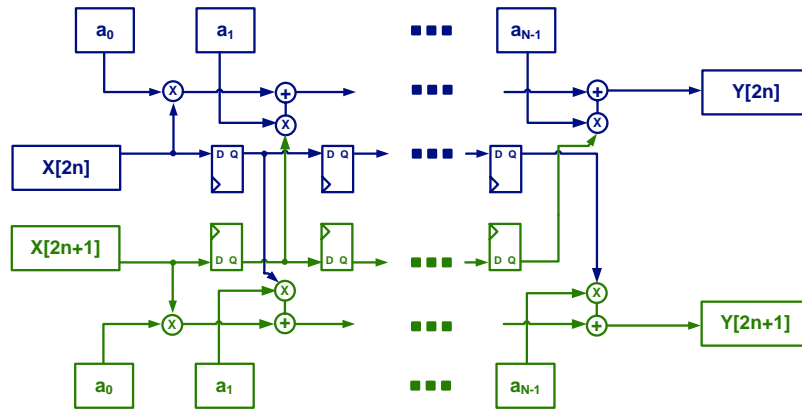 a0 a1 aN-1
X + X + X
Y[2n]
X[2n] D Q D Q D Q
X[2n+1] D Q D Q D Q
X X
X + +
Y[2n+1]
a0 a1 aN-1